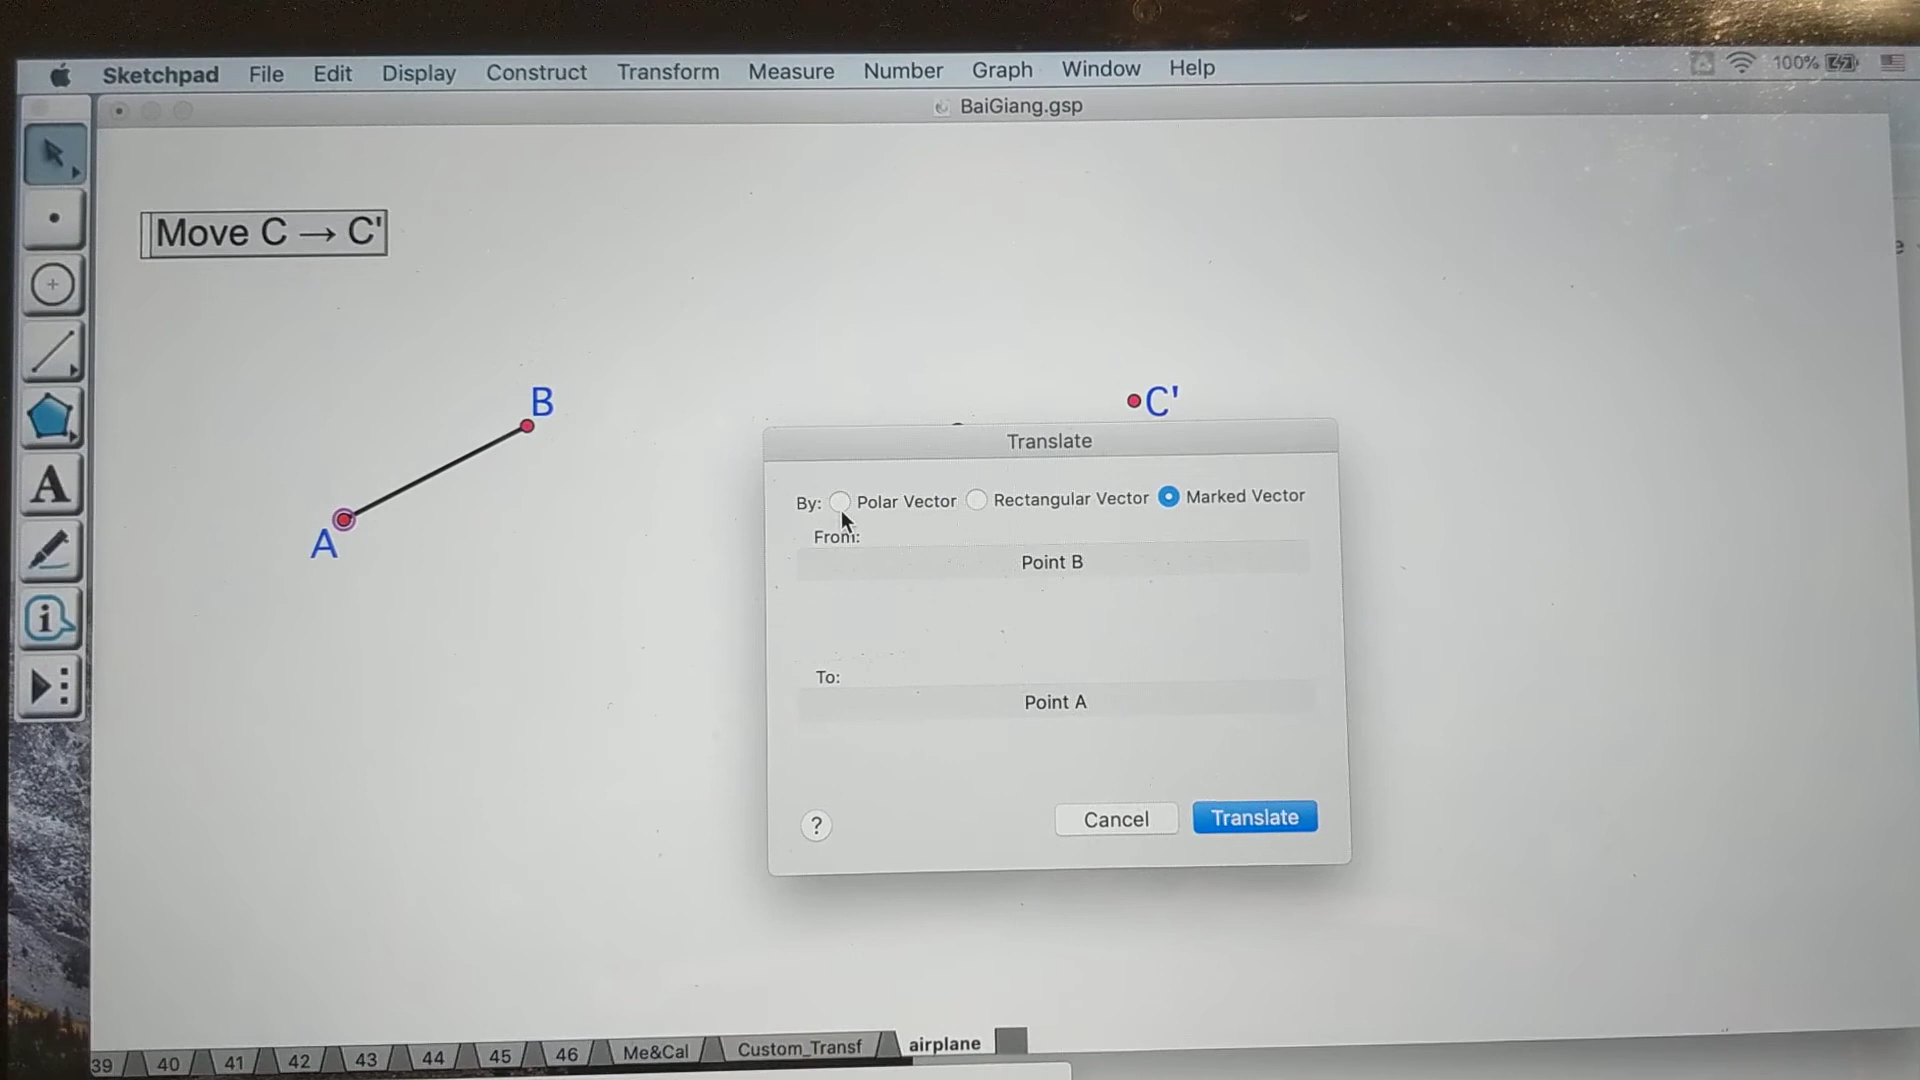 Sketchpad File Edit Display Construct Transform Measure Number Graph Window Help 100%
BaiGiang.gsp
Move C → C'
B
C'
A
Translate
By: Polar Vector Rectangular Vector Marked Vector
From:
Point B
To:
Point A
? Cancel Translate
39 40 41 42 43 44 45 46 Me&Cal Custom_Transf airplane
A
i